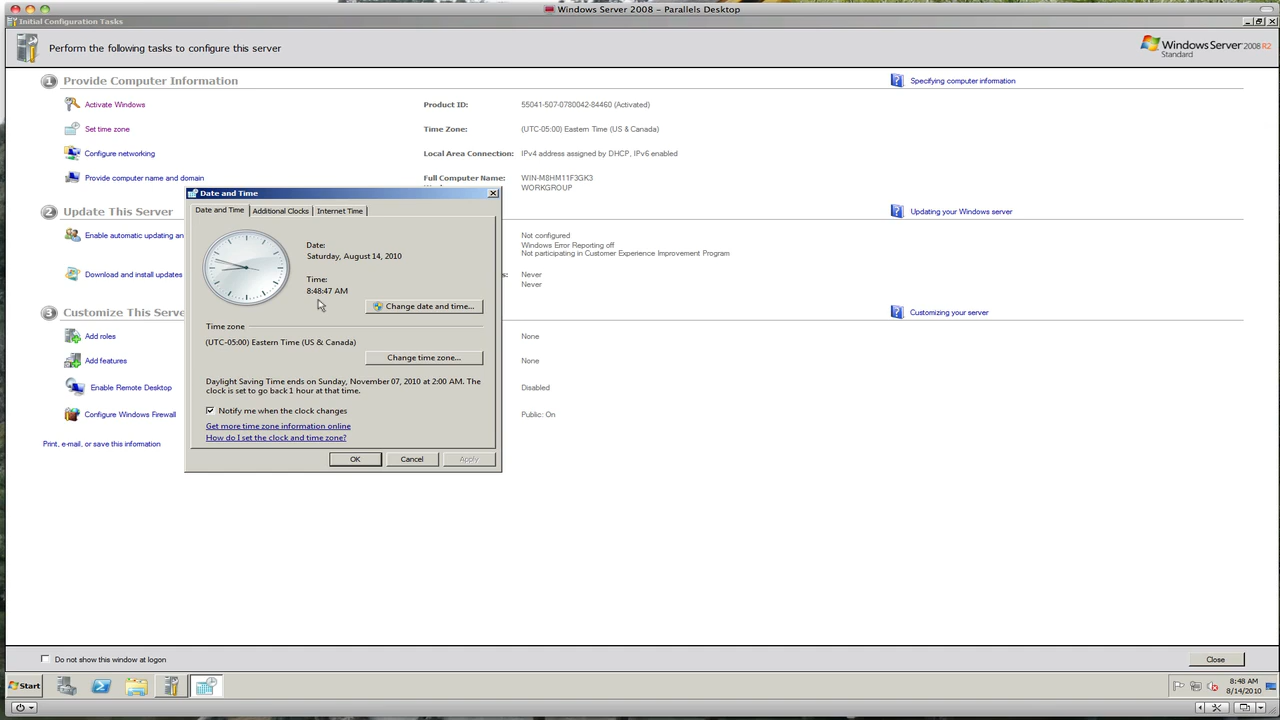 Windows Server 2008 - Parallels Desktop
Initial Configuration Tasks
Perform the following tasks to configure this server
Windows Server 2008 R2
Standard
1 Provide Computer Information
Specifying computer information
Activate Windows
Product ID: 55041-507-0780042-84460 (Activated)
Set time zone
Time Zone: (UTC-05:00) Eastern Time (US & Canada)
Configure networking
Local Area Connection: IPv4 address assigned by DHCP, IPv6 enabled
Provide computer name and domain
Full Computer Name: WIN-M8HM11F3GK3
WORKGROUP
2 Update This Server
Updating your Windows server
Enable automatic updating an
Not configured
Windows Error Reporting off
Not participating in Customer Experience Improvement Program
Download and install updates
s: Never
Never
3 Customize This Serve
Customizing your server
Add roles
None
Add features
None
Enable Remote Desktop
Disabled
Configure Windows Firewall
Public: On
Print, e-mail, or save this information
Date and Time
Date and Time Additional Clocks Internet Time
Date:
Saturday, August 14, 2010
Time:
8:48:47 AM
Change date and time...
Time zone
(UTC-05:00) Eastern Time (US & Canada)
Change time zone...
Daylight Saving Time ends on Sunday, November 07, 2010 at 2:00 AM. The
clock is set to go back 1 hour at that time.
Notify me when the clock changes
Get more time zone information online
How do I set the clock and time zone?
OK Cancel Apply
Do not show this window at logon
Close
Start
8:48 AM
8/14/2010